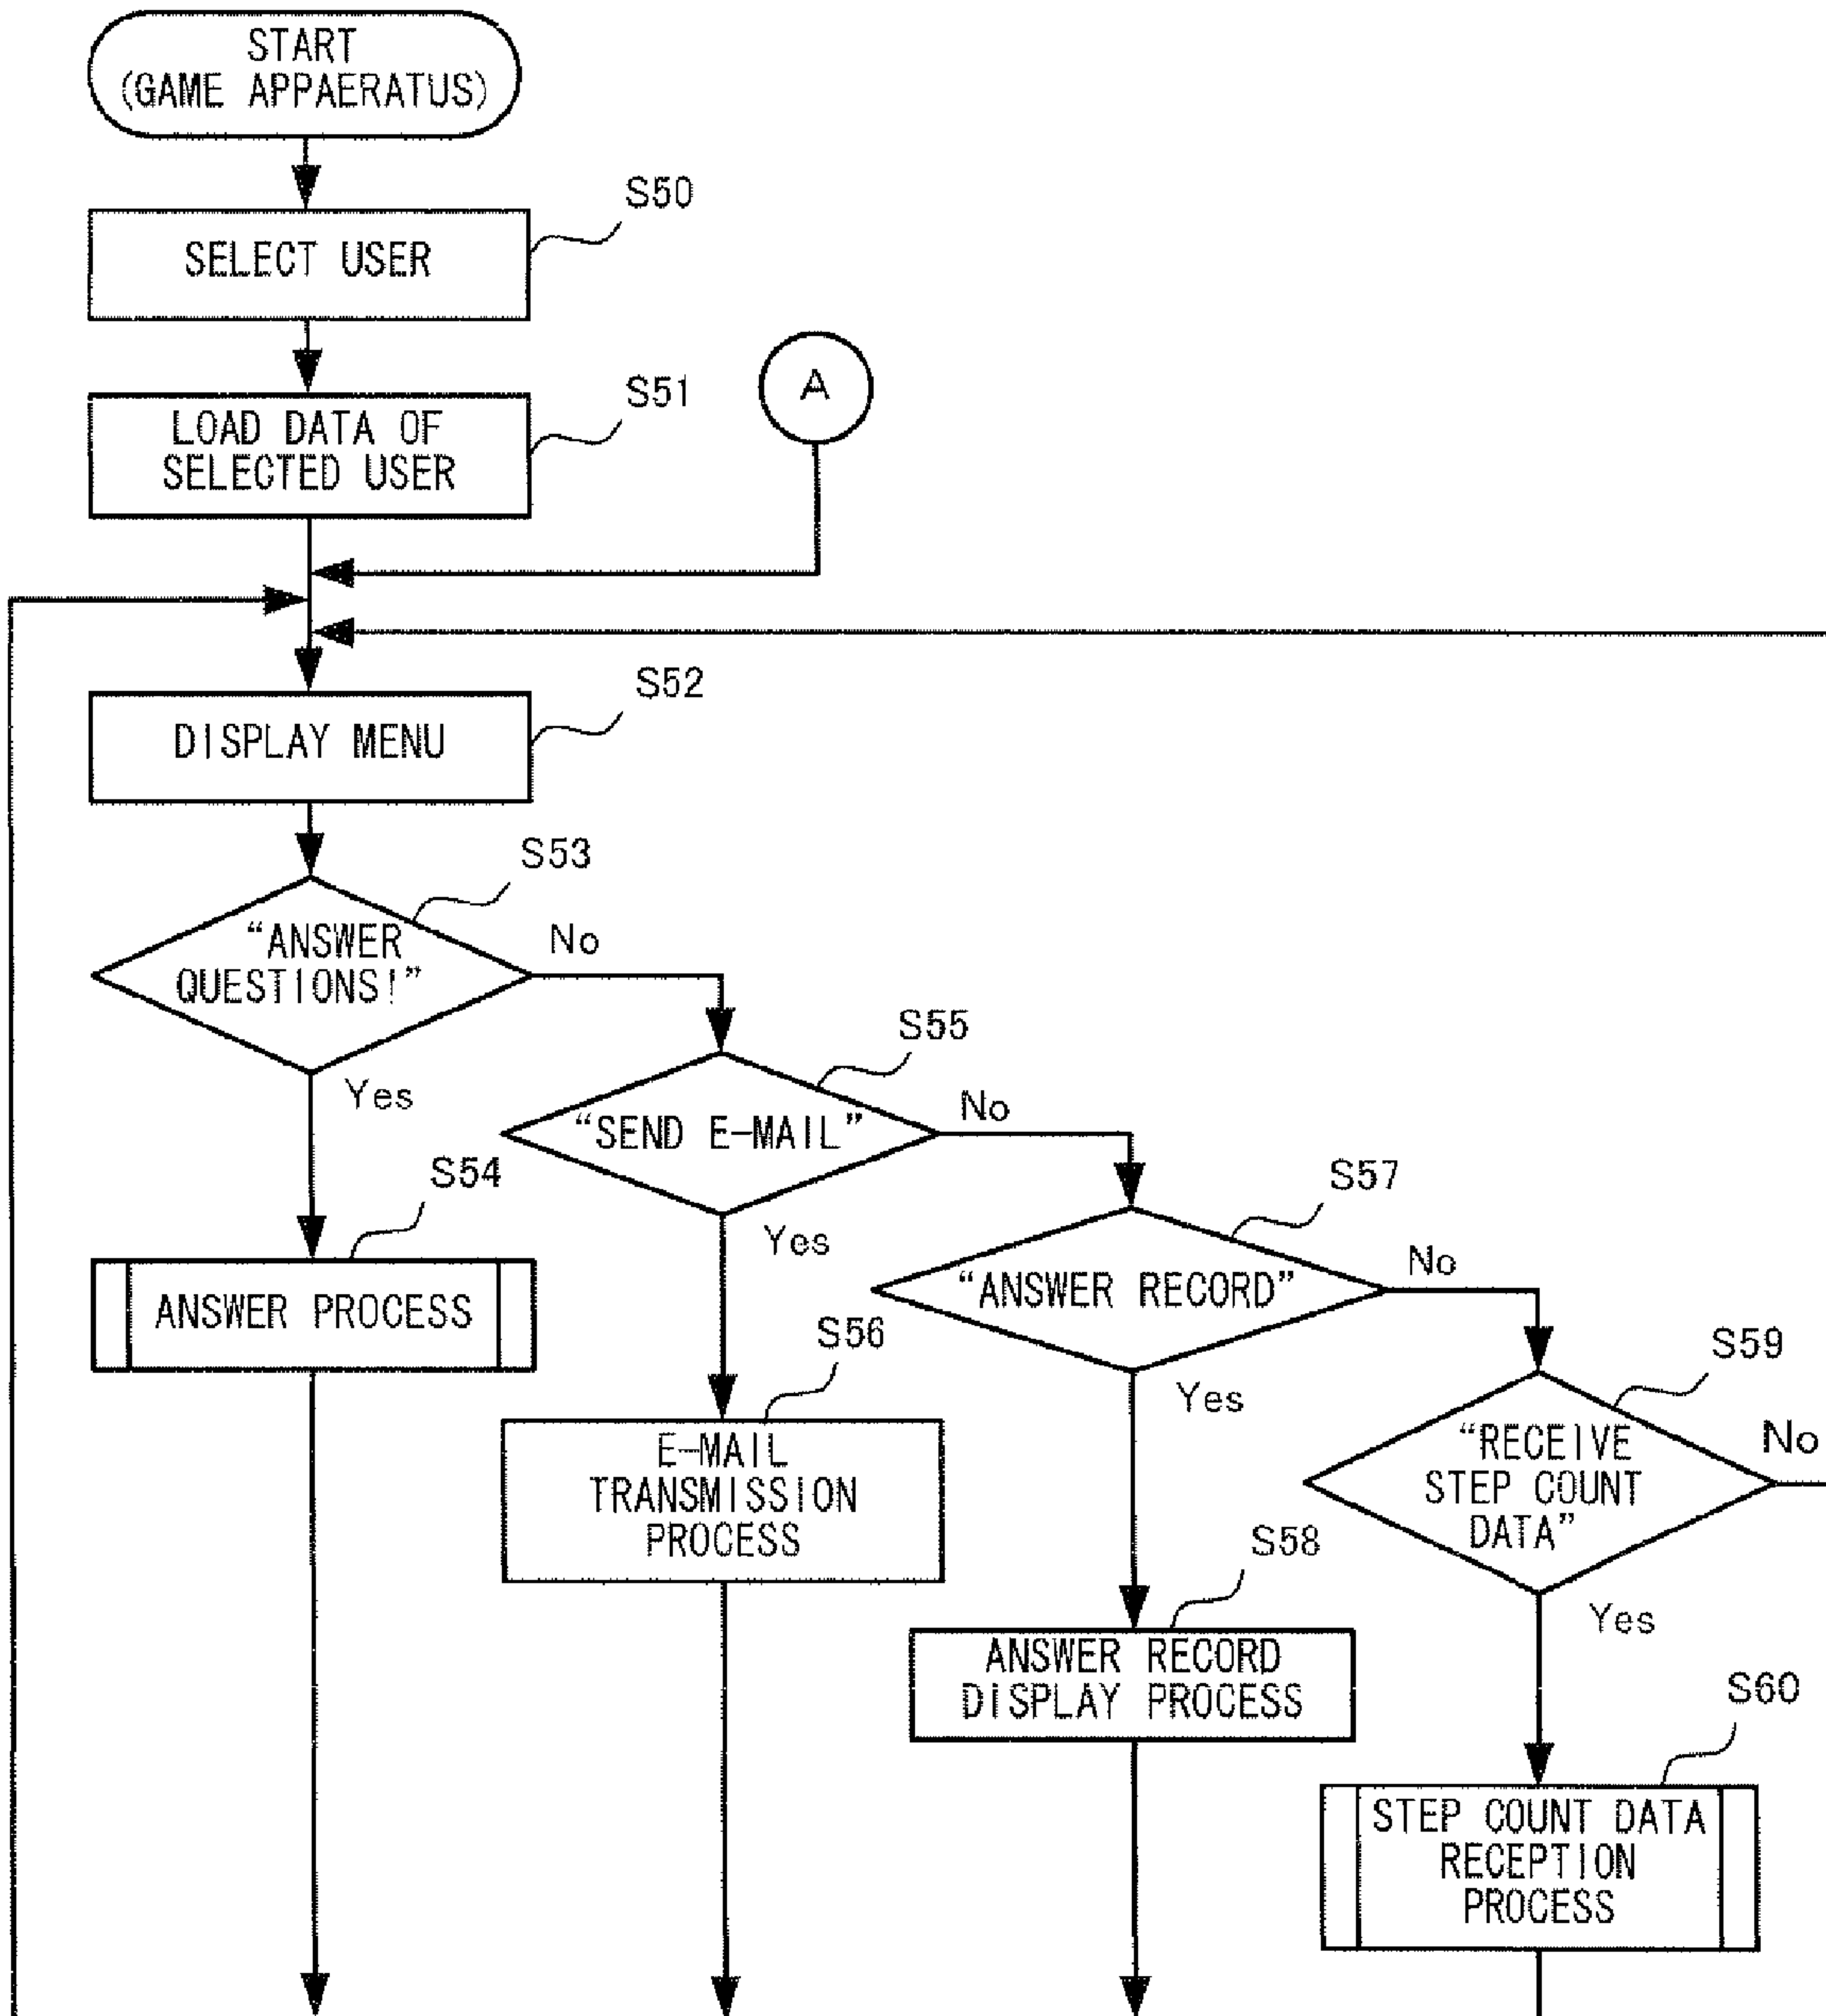 START
(GAME APPAERATUS)
S50
SELECT USER
S51
LOAD DATA OF
SELECTED USER
A
S52
DISPLAY MENU
S53
“ANSWER
QUESTIONS!”
No
Yes
S55
“SEND E-MAIL”
No
Yes
S54
ANSWER PROCESS
S57
“ANSWER RECORD”
No
Yes
S56
E-MAIL
TRANSMISSION
PROCESS
S59
“RECEIVE
STEP COUNT
DATA”
No
Yes
S58
ANSWER RECORD
DISPLAY PROCESS
S60
STEP COUNT DATA
RECEPTION
PROCESS